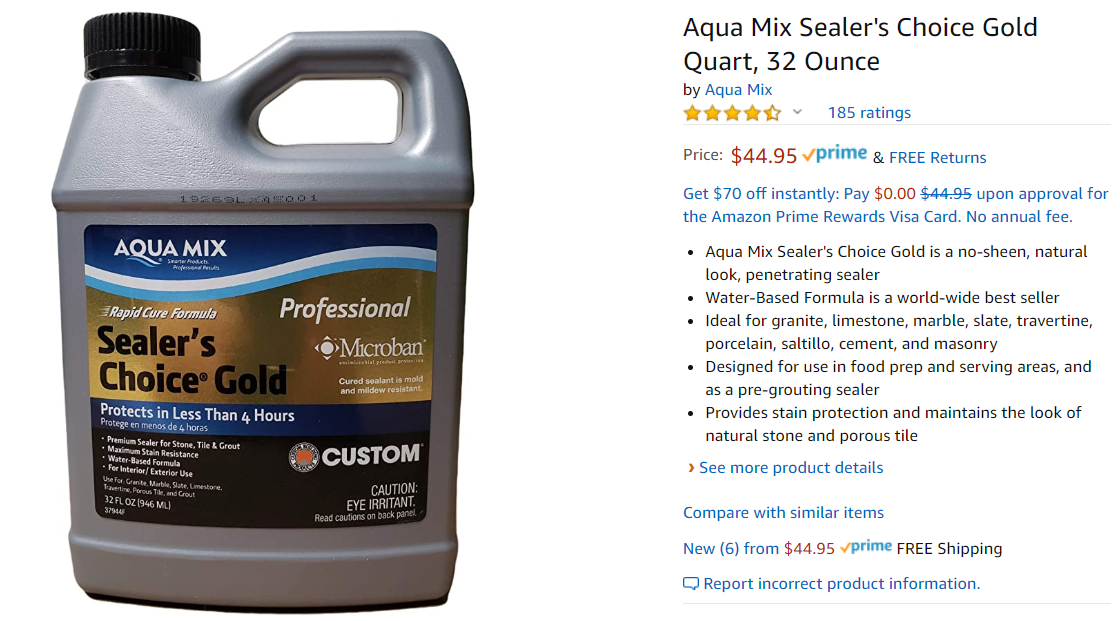 19269LX45001
AQUA MIX
Smarter Products.
Professional Results.
Rapid Cure Formula
Professional
Sealer's
Choice® Gold
Microban®
antimicrobial product protection
Cured sealant is mold
and mildew resistant.
Protects in Less Than 4 Hours
Protege en menos de 4 horas
• Premium Sealer for Stone, Tile & Grout
• Maximum Stain Resistance
• Water-Based Formula
• For Interior/ Exterior Use
Use For: Granite, Marble, Slate, Limestone,
Travertine, Porous Tile, and Grout
32 FL OZ (946 ML)
37944F
CUSTOM®
CAUTION:
EYE IRRITANT.
Read cautions on back panel.
Aqua Mix Sealer's Choice Gold
Quart, 32 Ounce
by Aqua Mix
185 ratings
Price: $44.95 prime & FREE Returns
Get $70 off instantly: Pay $0.00 $44.95 upon approval for
the Amazon Prime Rewards Visa Card. No annual fee.
• Aqua Mix Sealer's Choice Gold is a no-sheen, natural
look, penetrating sealer
• Water-Based Formula is a world-wide best seller
• Ideal for granite, limestone, marble, slate, travertine,
porcelain, saltillo, cement, and masonry
• Designed for use in food prep and serving areas, and
as a pre-grouting sealer
• Provides stain protection and maintains the look of
natural stone and porous tile
› See more product details
Compare with similar items
New (6) from $44.95 prime FREE Shipping
Report incorrect product information.